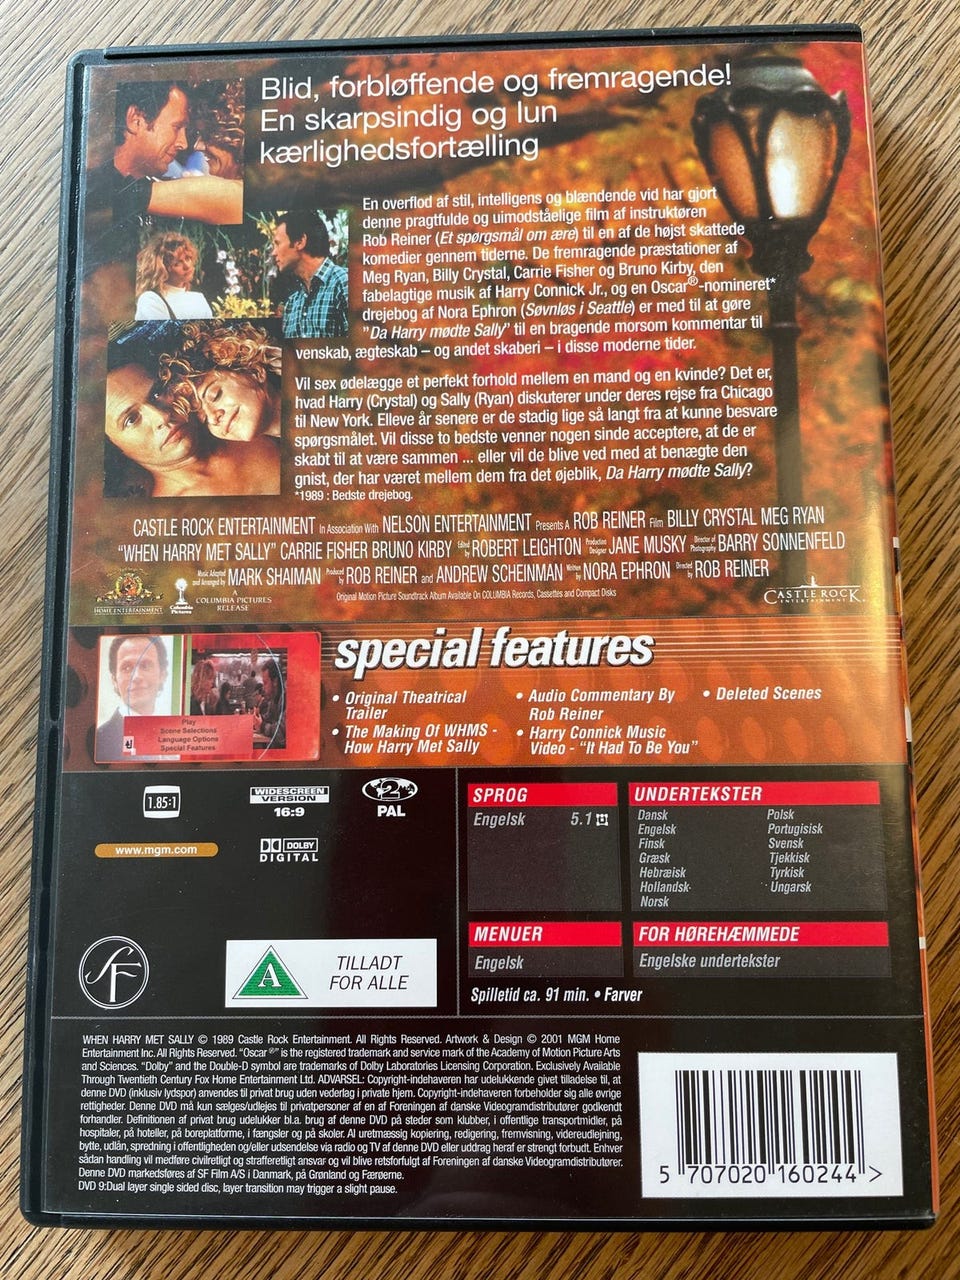 Blid, forbløffende og fremragende!
En skarpsindig og lun
kærlighedsfortælling
En overflod af stil, intelligens og blændende vid har gjort
denne pragtfulde og uimodståelige film af instruktøren
Rob Reiner (Et spørgsmål om ære) til en af de højst skattede
komedier gennem tiderne. De fremragende præstationer af
Meg Ryan, Billy Crystal, Carrie Fisher og Bruno Kirby, den
fabelagtige musik af Harry Connick Jr., og en Oscar®-nomineret*
drejebog af Nora Ephron (Søvnløs i Seattle) er med til at gøre
"Da Harry mødte Sally" til en bragende morsom kommentar til
venskab, ægteskab – og andet skaberi – i disse moderne tider.
Vil sex ødelægge et perfekt forhold mellem en mand og en kvinde? Det er,
hvad Harry (Crystal) og Sally (Ryan) diskuterer under deres rejse fra Chicago
til New York. Elleve år senere er de stadig lige så langt fra at kunne besvare
spørgsmålet. Vil disse to bedste venner nogen sinde acceptere, at de er
skabt til at være sammen ... eller vil de blive ved med at benægte den
gnist, der har været mellem dem fra det øjeblik, Da Harry mødte Sally?
*1989 : Bedste drejebog.
CASTLE ROCK ENTERTAINMENT In Association With NELSON ENTERTAINMENT Presents A ROB REINER Film BILLY CRYSTAL MEG RYAN
"WHEN HARRY MET SALLY" CARRIE FISHER BRUNO KIRBY Edited by ROBERT LEIGHTON Production Designer JANE MUSKY Director of Photography BARRY SONNENFELD
Music Adapted and Arranged by MARK SHAIMAN Produced by ROB REINER and ANDREW SCHEINMAN Written by NORA EPHRON Directed by ROB REINER
HOME ENTERTAINMENT
Columbia Pictures
A COLUMBIA PICTURES RELEASE
Original Motion Picture Soundtrack Album Available On COLUMBIA Records, Cassettes and Compact Disks
CASTLE ROCK
ENTERTAINMENT
special features
• Original Theatrical
Trailer
• The Making Of WHMS -
How Harry Met Sally
• Audio Commentary By
Rob Reiner
• Harry Connick Music
Video - "It Had To Be You"
• Deleted Scenes
Play
Scene Selections
Language Options
Special Features
1.85:1
WIDESCREEN
VERSION
16:9
2
PAL
www.mgm.com
DOLBY
DIGITAL
SPROG
Engelsk 5.1
UNDERTEKSTER
Dansk
Engelsk
Finsk
Græsk
Hebræisk
Hollandsk
Norsk
Polsk
Portugisisk
Svensk
Tjekkisk
Tyrkisk
Ungarsk
MENUER
Engelsk
FOR HØREHÆMMEDE
Engelske undertekster
Spilletid ca. 91 min. • Farver
SF
A
TILLADT
FOR ALLE
WHEN HARRY MET SALLY © 1989 Castle Rock Entertainment. All Rights Reserved. Artwork & Design © 2001 MGM Home
Entertainment Inc. All Rights Reserved. "Oscar ®" is the registered trademark and service mark of the Academy of Motion Picture Arts
and Sciences. "Dolby" and the Double-D symbol are trademarks of Dolby Laboratories Licensing Corporation. Exclusively Available
Through Twentieth Century Fox Home Entertainment Ltd. ADVARSEL: Copyright-indehaveren har udelukkende givet tilladelse til, at
denne DVD (inklusiv lydspor) anvendes til privat brug uden vederlag i private hjem. Copyright-indehaveren forbeholder sig alle øvrige
rettigheder. Denne DVD må kun sælges/udlejes til privatpersoner af en af Foreningen af danske Videogramdistributører godkendt
forhandler. Definitionen af privat brug udelukker bl.a. brug af denne DVD på steder som klubber, i offentlige transportmidler, på
hospitaler, på hoteller, på boreplatforme, i fængsler og på skoler. Al uretmæssig kopiering, redigering, fremvisning, videreudlejning,
bytte, udlån, spredning i offentligheden og/eller udsendelse via radio og TV af denne DVD eller uddrag heraf er strengt forbudt. Enhver
sådan handling vil medføre civilretligt og strafferetligt ansvar og vil blive retsforfulgt af Foreningen af danske Videogramdistributører.
Denne DVD markedsføres af SF Film A/S i Danmark, på Grønland og Færøerne.
DVD 9:Dual layer single sided disc, layer transition may trigger a slight pause.
5 707020 160244 >